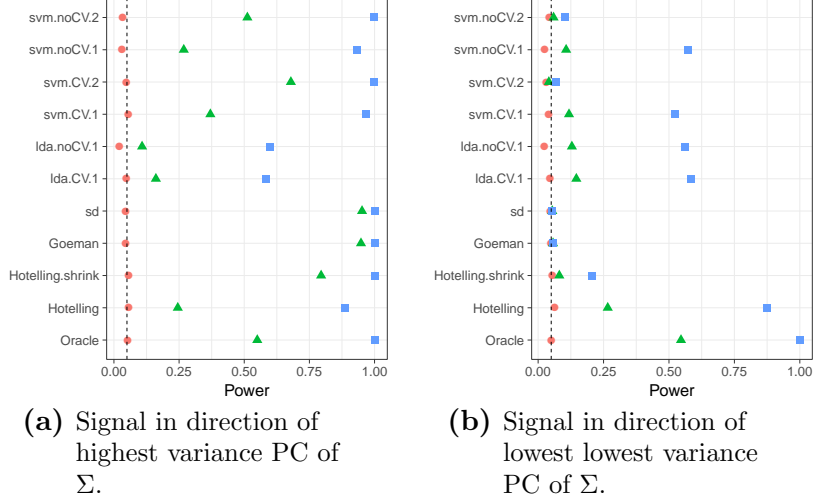 svm.noCV.2
svm.noCV.1
svm.CV.2
svm.CV.1
lda.noCV.1
lda.CV.1
sd
Goeman
Hotelling.shrink
Hotelling
Oracle
0.00 0.25 0.50 0.75 1.00
Power
(a) Signal in direction of
highest variance PC of
Σ.
svm.noCV.2
svm.noCV.1
svm.CV.2
svm.CV.1
lda.noCV.1
lda.CV.1
sd
Goeman
Hotelling.shrink
Hotelling
Oracle
0.00 0.25 0.50 0.75 1.00
Power
(b) Signal in direction of
lowest lowest variance
PC of Σ.